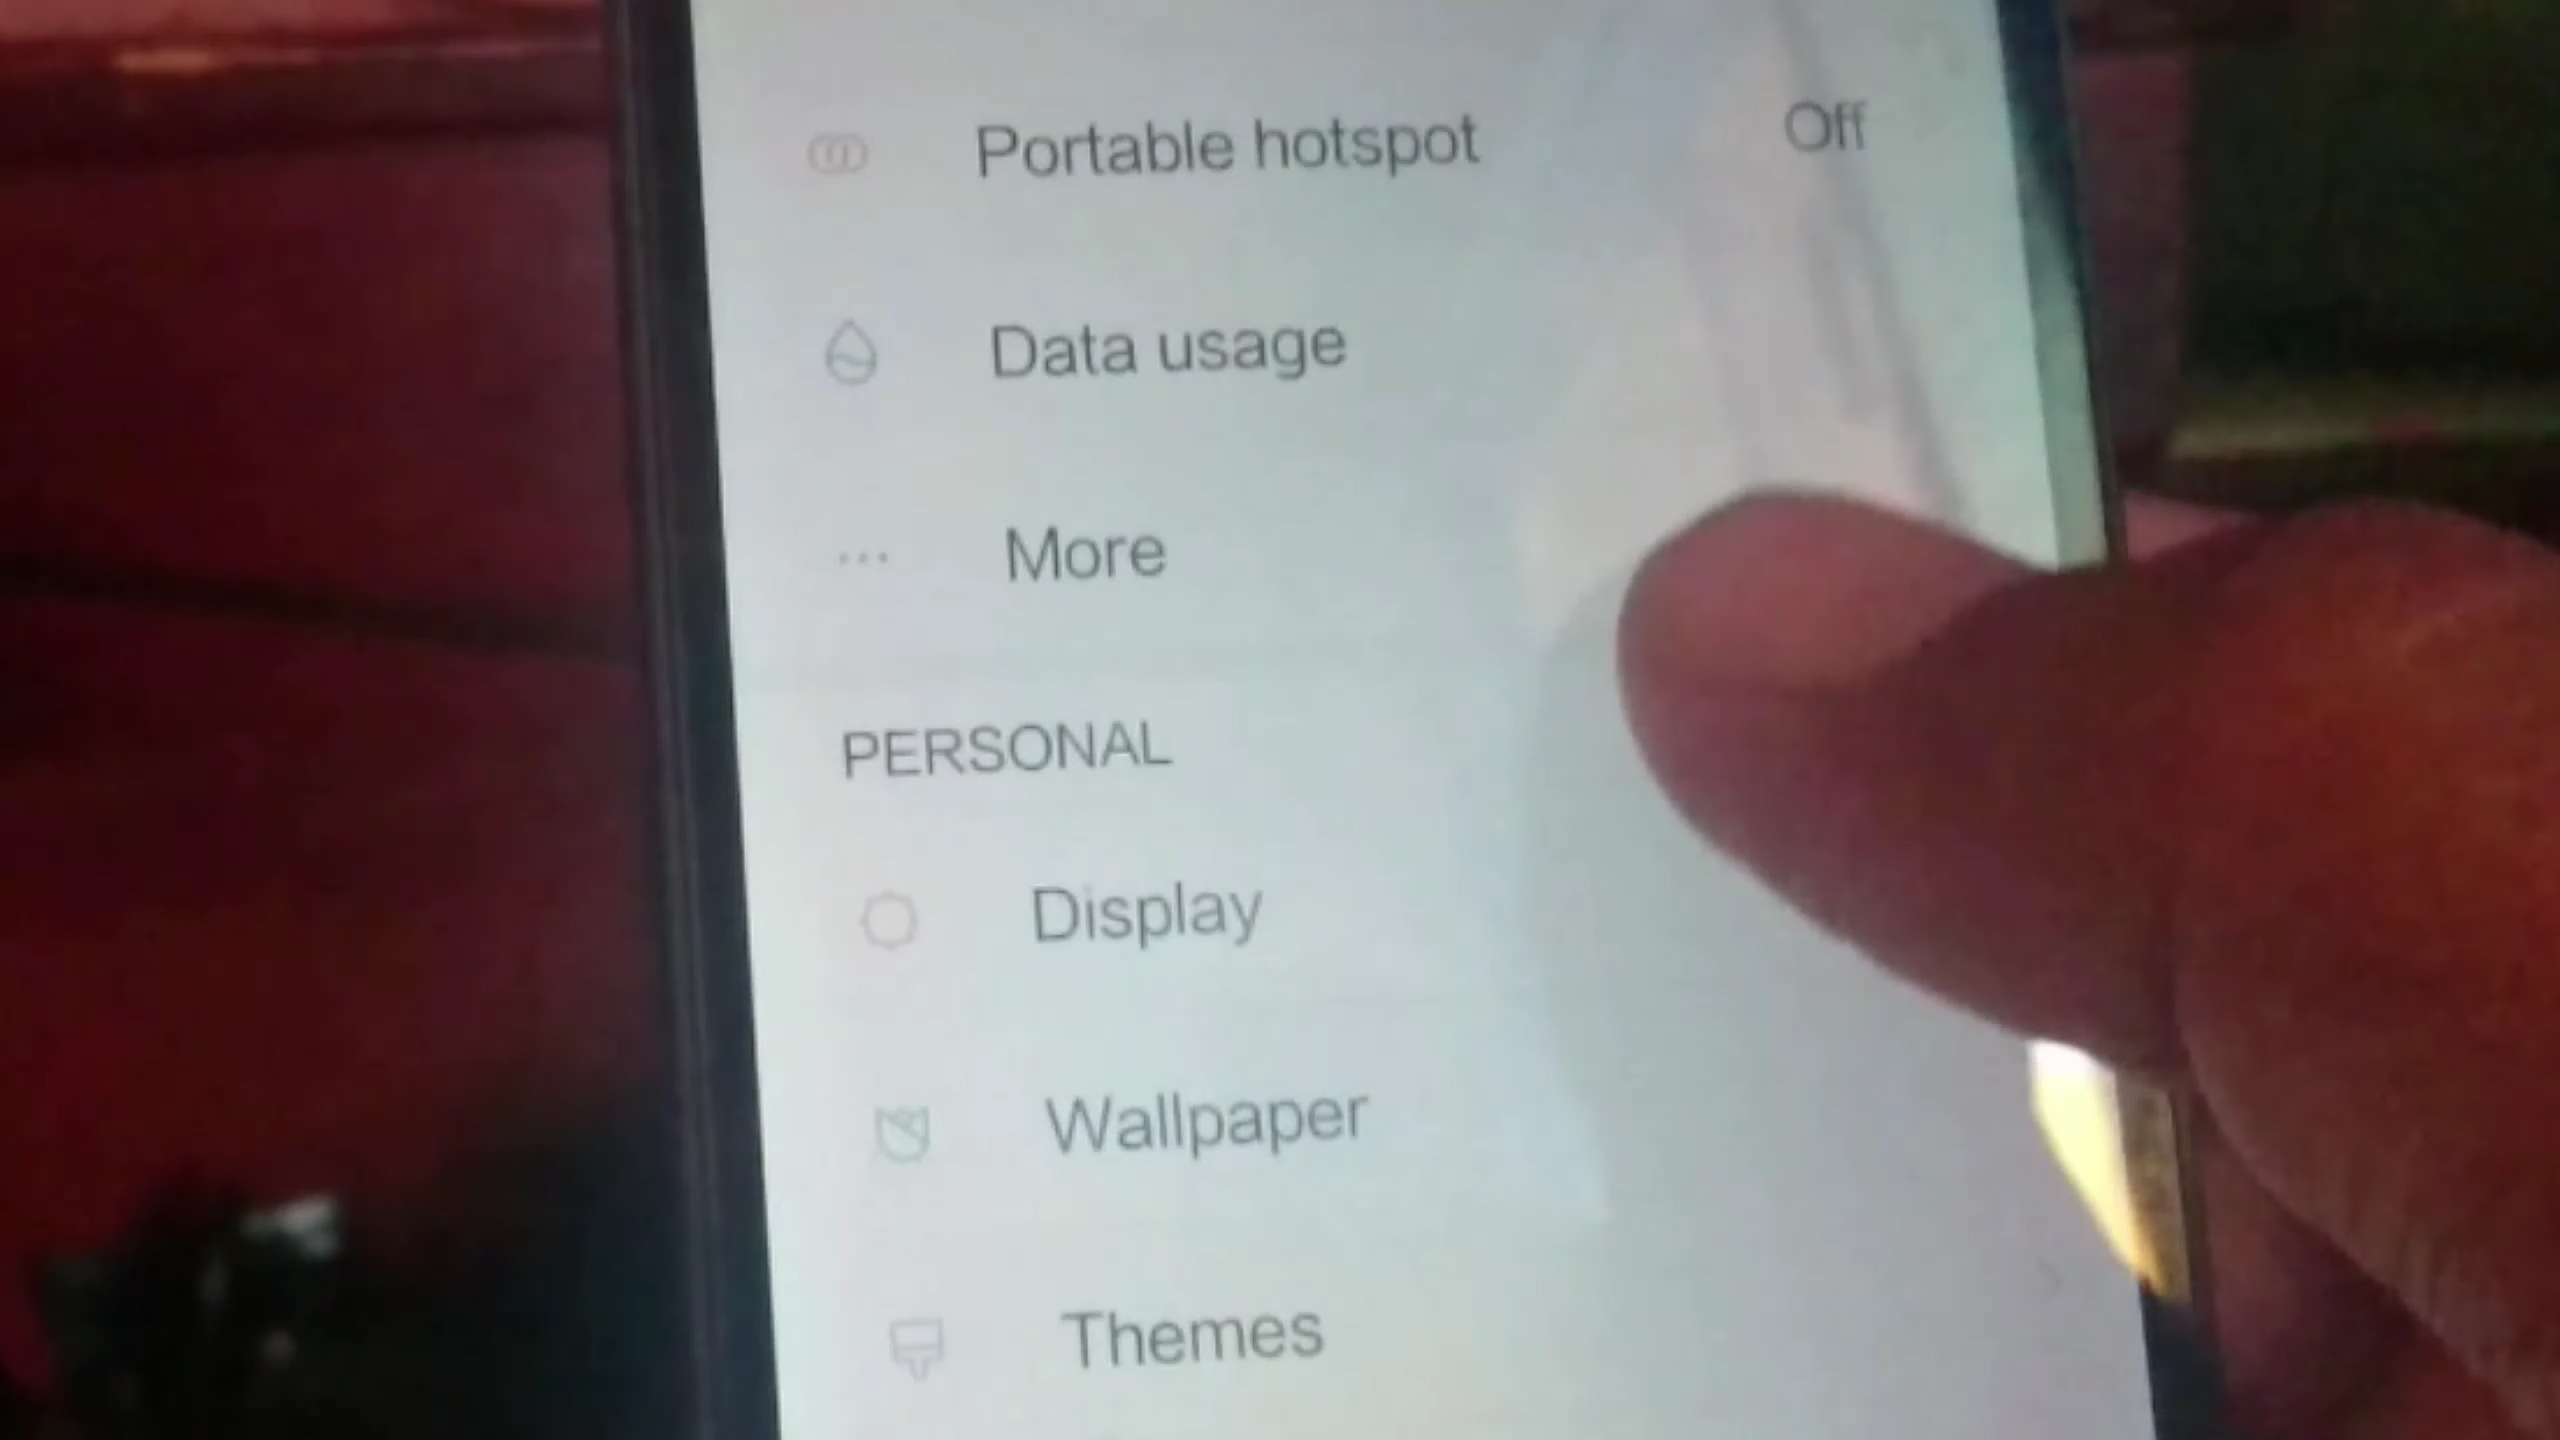 Portable hotspot Off
Data usage
More
PERSONAL
Display
Wallpaper
Themes